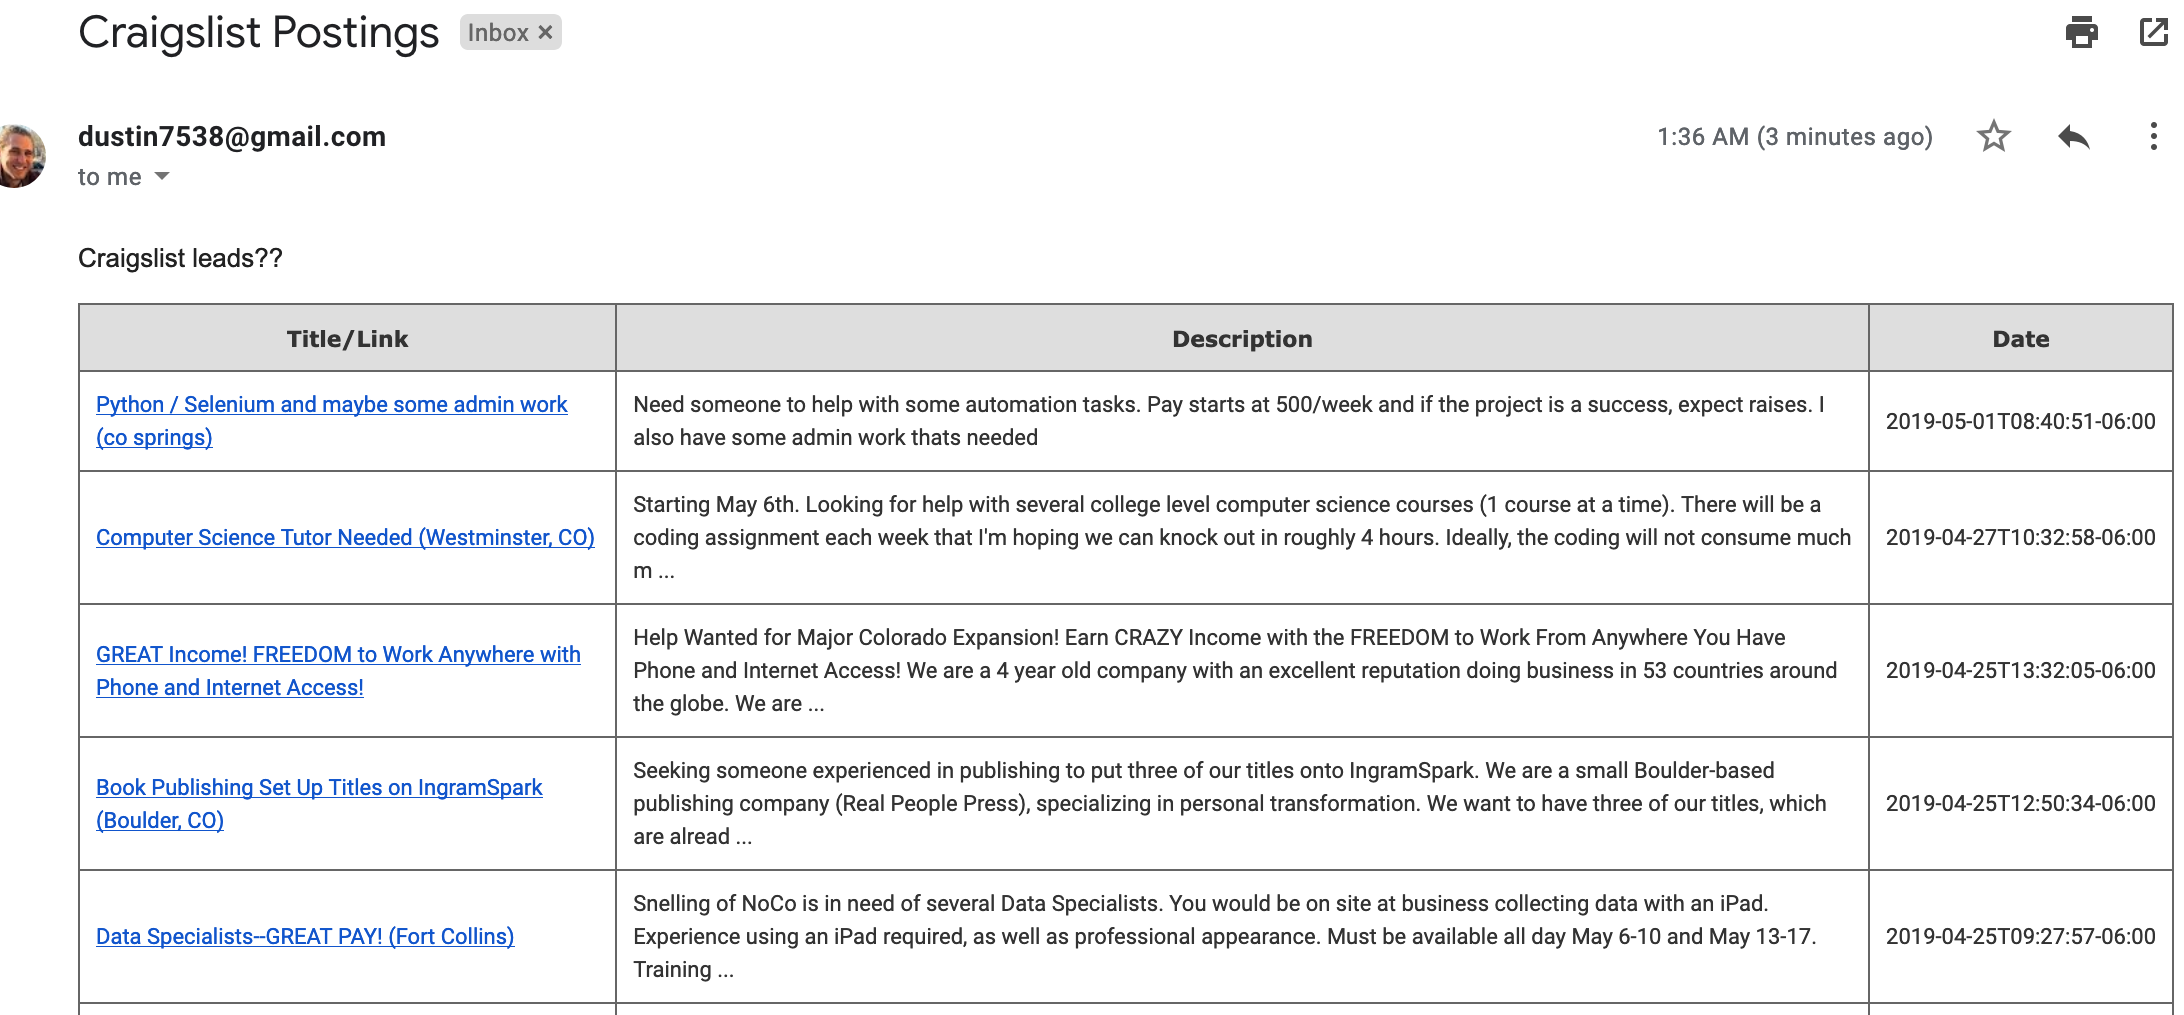 Craigslist Postings Inbox ×
dustin7538@gmail.com
1:36 AM (3 minutes ago)
to me
Craigslist leads??
Title/Link
Description
Date
Python / Selenium and maybe some admin work
(co springs)
Need someone to help with some automation tasks. Pay starts at 500/week and if the project is a success, expect raises. I
also have some admin work thats needed
2019-05-01T08:40:51-06:00
Computer Science Tutor Needed (Westminster, CO)
Starting May 6th. Looking for help with several college level computer science courses (1 course at a time). There will be a
coding assignment each week that I'm hoping we can knock out in roughly 4 hours. Ideally, the coding will not consume much
m ...
2019-04-27T10:32:58-06:00
GREAT Income! FREEDOM to Work Anywhere with
Phone and Internet Access!
Help Wanted for Major Colorado Expansion! Earn CRAZY Income with the FREEDOM to Work From Anywhere You Have
Phone and Internet Access! We are a 4 year old company with an excellent reputation doing business in 53 countries around
the globe. We are ...
2019-04-25T13:32:05-06:00
Book Publishing Set Up Titles on IngramSpark
(Boulder, CO)
Seeking someone experienced in publishing to put three of our titles onto IngramSpark. We are a small Boulder-based
publishing company (Real People Press), specializing in personal transformation. We want to have three of our titles, which
are alread ...
2019-04-25T12:50:34-06:00
Data Specialists--GREAT PAY! (Fort Collins)
Snelling of NoCo is in need of several Data Specialists. You would be on site at business collecting data with an iPad.
Experience using an iPad required, as well as professional appearance. Must be available all day May 6-10 and May 13-17.
Training ...
2019-04-25T09:27:57-06:00